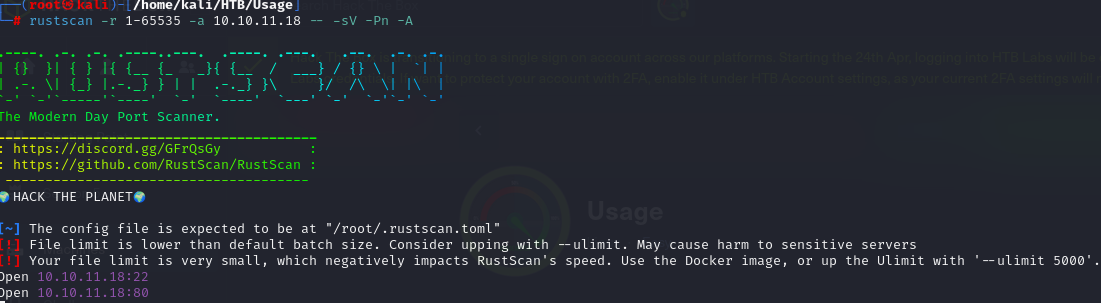 (root㉿kali)-[/home/kali/HTB/Usage]
# rustscan -r 1-65535 -a 10.10.11.18 -- -sV -Pn -A
.----. .-. .-. .----..---.  .----. .---.   .--.  .-. .-.
| {}  }| { } |{ {__ {_   _}{ {__  /  ___} / {} \ |  `| |
| .-. \| {_} |.-._} } | |  .-._} }\     }/  /\  \| |\  |
`-' `-'`-----'`----'  `-'  `----'  `---' `-'  `-'`-' `-'
The Modern Day Port Scanner.
________________________________________
: https://discord.gg/GFrQsGy           :
: https://github.com/RustScan/RustScan :
 --------------------------------------
🌍HACK THE PLANET🌍
Usage
[~] The config file is expected to be at "/root/.rustscan.toml"
[!] File limit is lower than default batch size. Consider upping with --ulimit. May cause harm to sensitive servers
[!] Your file limit is very small, which negatively impacts RustScan's speed. Use the Docker image, or up the Ulimit with '--ulimit 5000'.
Open 10.10.11.18:22
Open 10.10.11.18:80